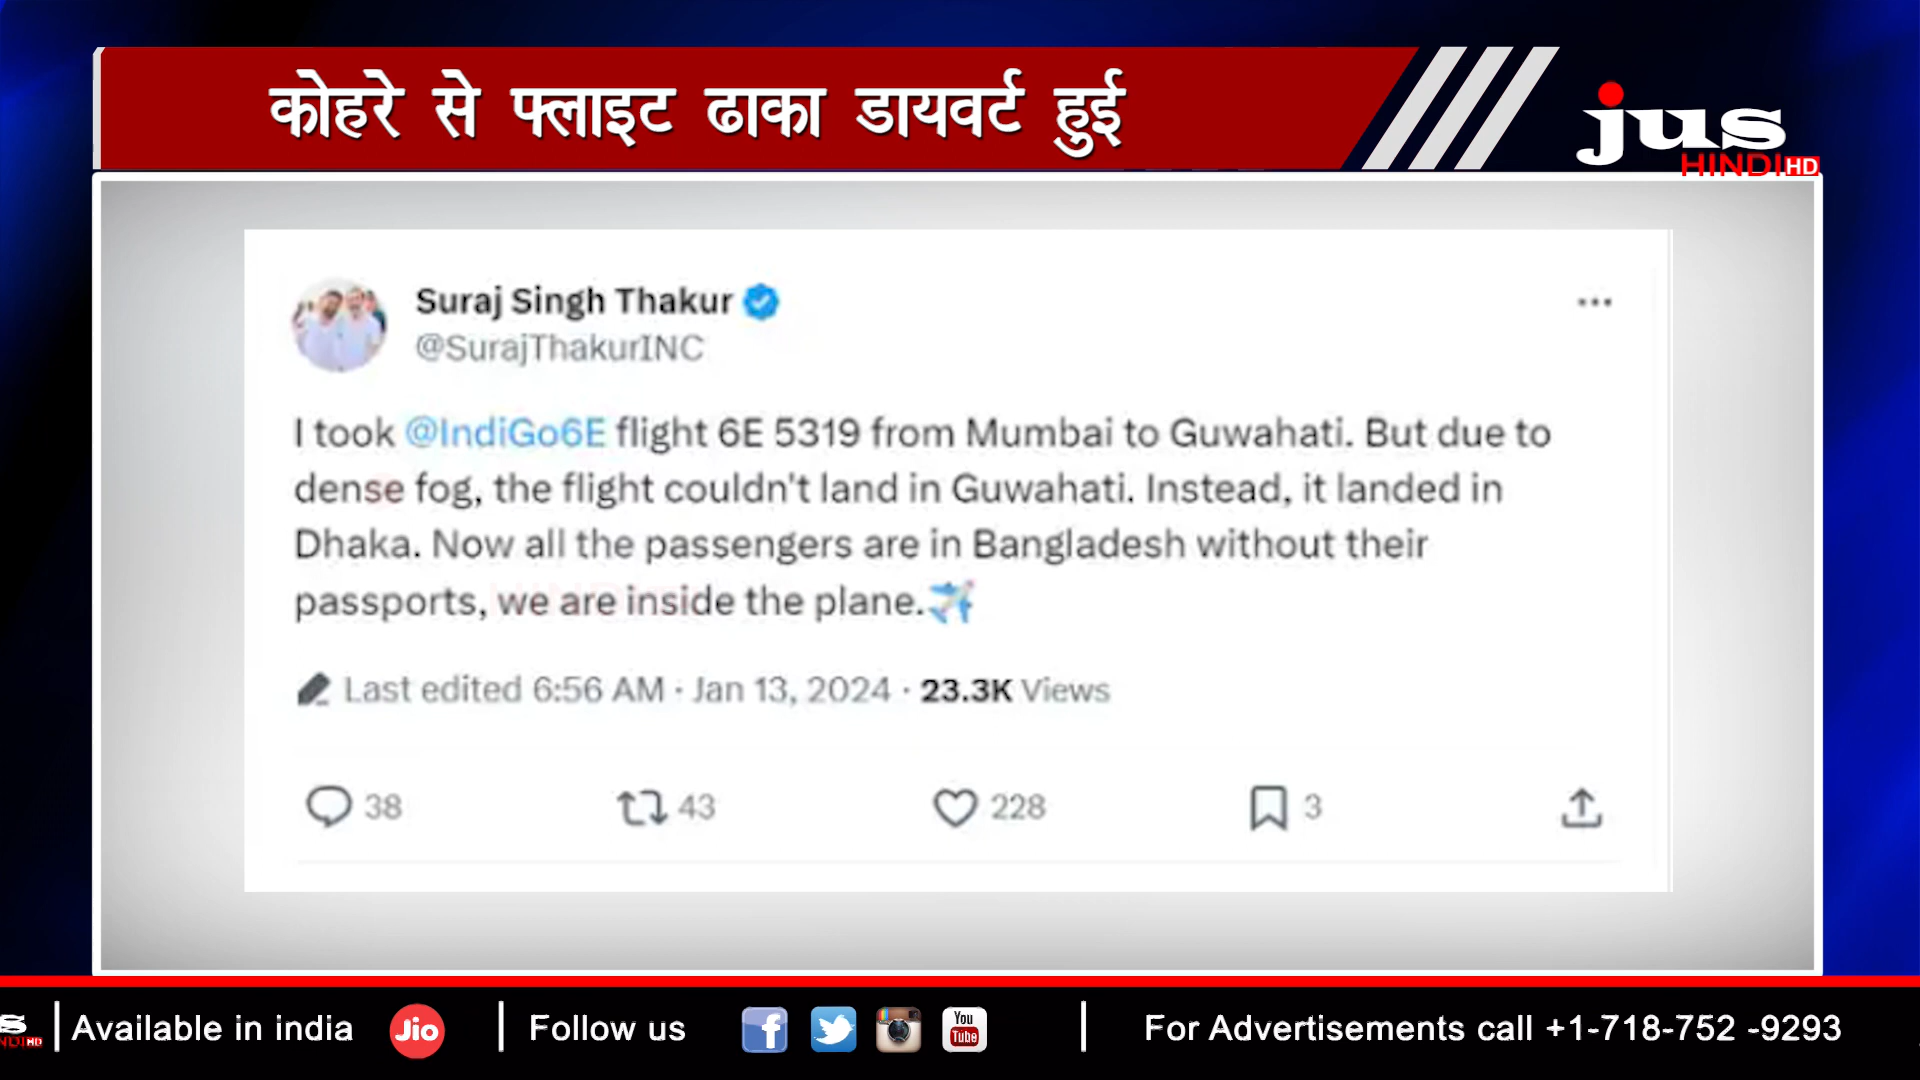 कोहरे से फ्लाइट ढाका डायवर्ट हुई
jus
HINDI HD
Suraj Singh Thakur
@SurajThakurINC
I took @IndiGo6E flight 6E 5319 from Mumbai to Guwahati. But due to
dense fog, the flight couldn't land in Guwahati. Instead, it landed in
Dhaka. Now all the passengers are in Bangladesh without their
passports, we are inside the plane.✈️
Last edited 6:56 AM · Jan 13, 2024 · 23.3K Views
38 43 228 3
Available in india Jio Follow us You Tube For Advertisements call +1-718-752 -9293